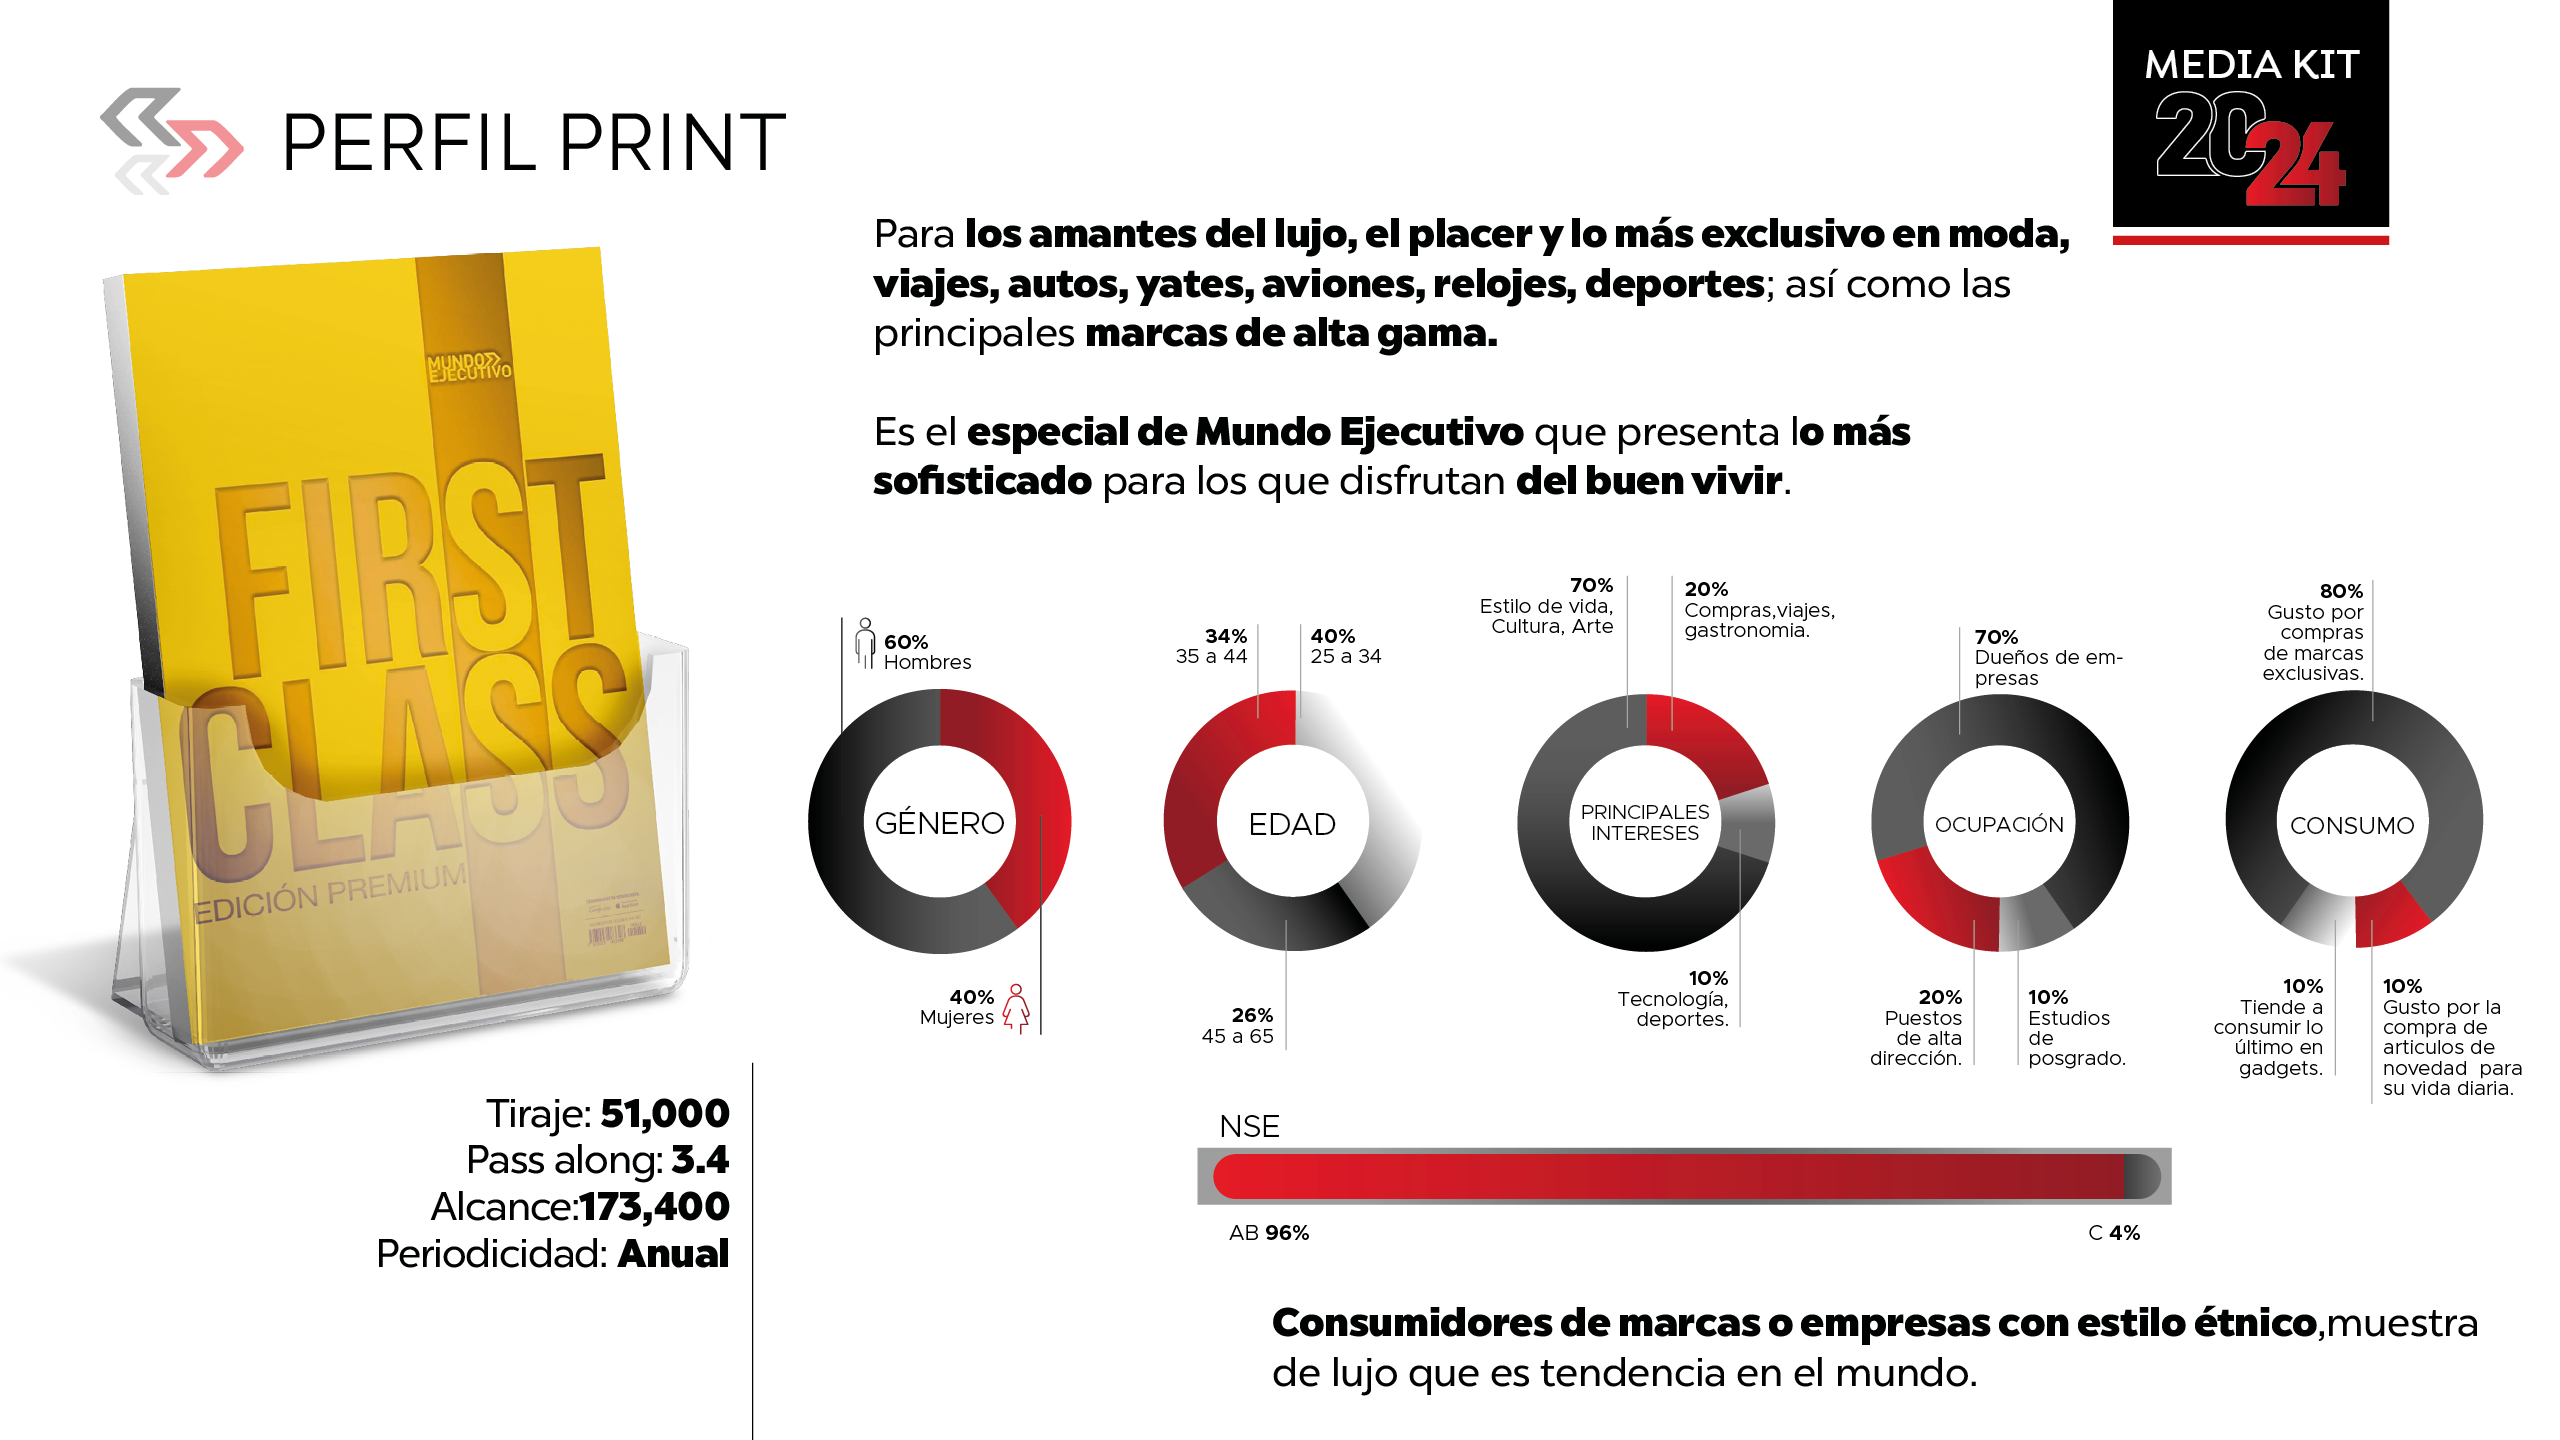 MEDIA KIT
2024
PERFIL PRINT
Para los amantes del lujo, el placer y lo más exclusivo en moda,
viajes, autos, yates, aviones, relojes, deportes; así como las
principales marcas de alta gama.
Es el especial de Mundo Ejecutivo que presenta lo más
sofisticado para los que disfrutan del buen vivir.
MUNDO
EJECUTIVO
FIRST
CLASS
EDICIÓN PREMIUM
60%
Hombres
GÉNERO
40%
Mujeres
34%
35 a 44
40%
25 a 34
EDAD
26%
45 a 65
70%
Estilo de vida,
Cultura, Arte
20%
Compras,viajes,
gastronomia.
PRINCIPALES
INTERESES
10%
Tecnología,
deportes.
70%
Dueños de em-
presas
OCUPACIÓN
20%
Puestos
de alta
dirección.
10%
Estudios
de
posgrado.
80%
Gusto por
compras
de marcas
exclusivas.
CONSUMO
10%
Tiende a
consumir lo
último en
gadgets.
10%
Gusto por la
compra de
articulos de
novedad para
su vida diaria.
Tiraje: 51,000
Pass along: 3.4
Alcance:173,400
Periodicidad: Anual
NSE
AB 96%
C 4%
Consumidores de marcas o empresas con estilo étnico,muestra
de lujo que es tendencia en el mundo.